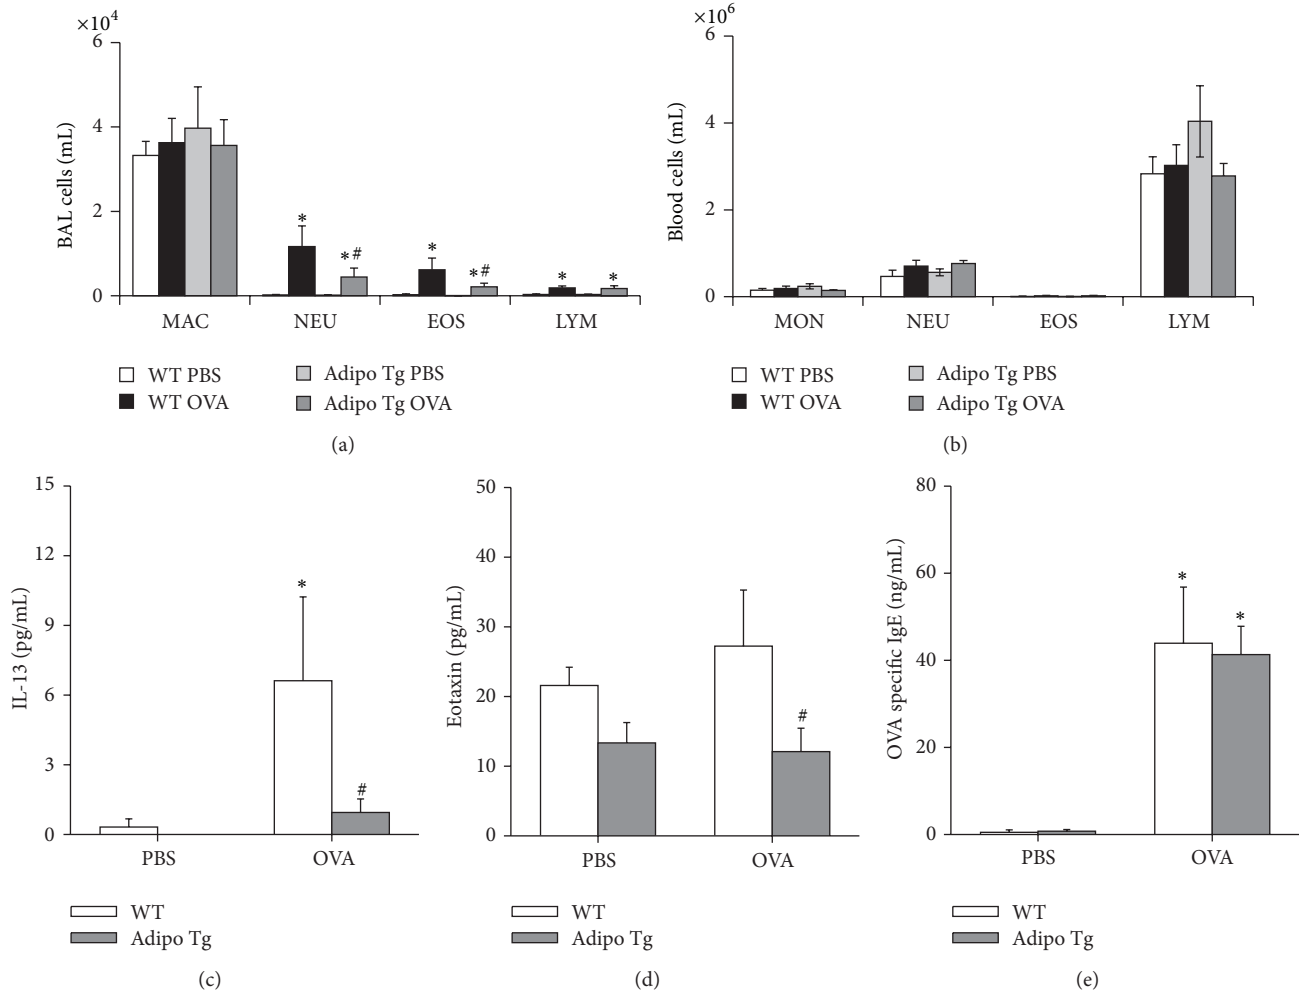 ×10^4
6
4
2
0
BAL cells (mL)
*
*#
*
*#
*
*
MAC NEU EOS LYM
WT PBS Adipo Tg PBS
WT OVA Adipo Tg OVA
(a)
×10^6
6
4
2
0
Blood cells (mL)
MON NEU EOS LYM
WT PBS Adipo Tg PBS
WT OVA Adipo Tg OVA
(b)
15
12
9
6
3
0
IL-13 (pg/mL)
*
#
PBS OVA
WT
Adipo Tg
(c)
50
40
30
20
10
0
Eotaxin (pg/mL)
#
PBS OVA
WT
Adipo Tg
(d)
80
60
40
20
0
OVA specific IgE (ng/mL)
*
*
PBS OVA
WT
Adipo Tg
(e)